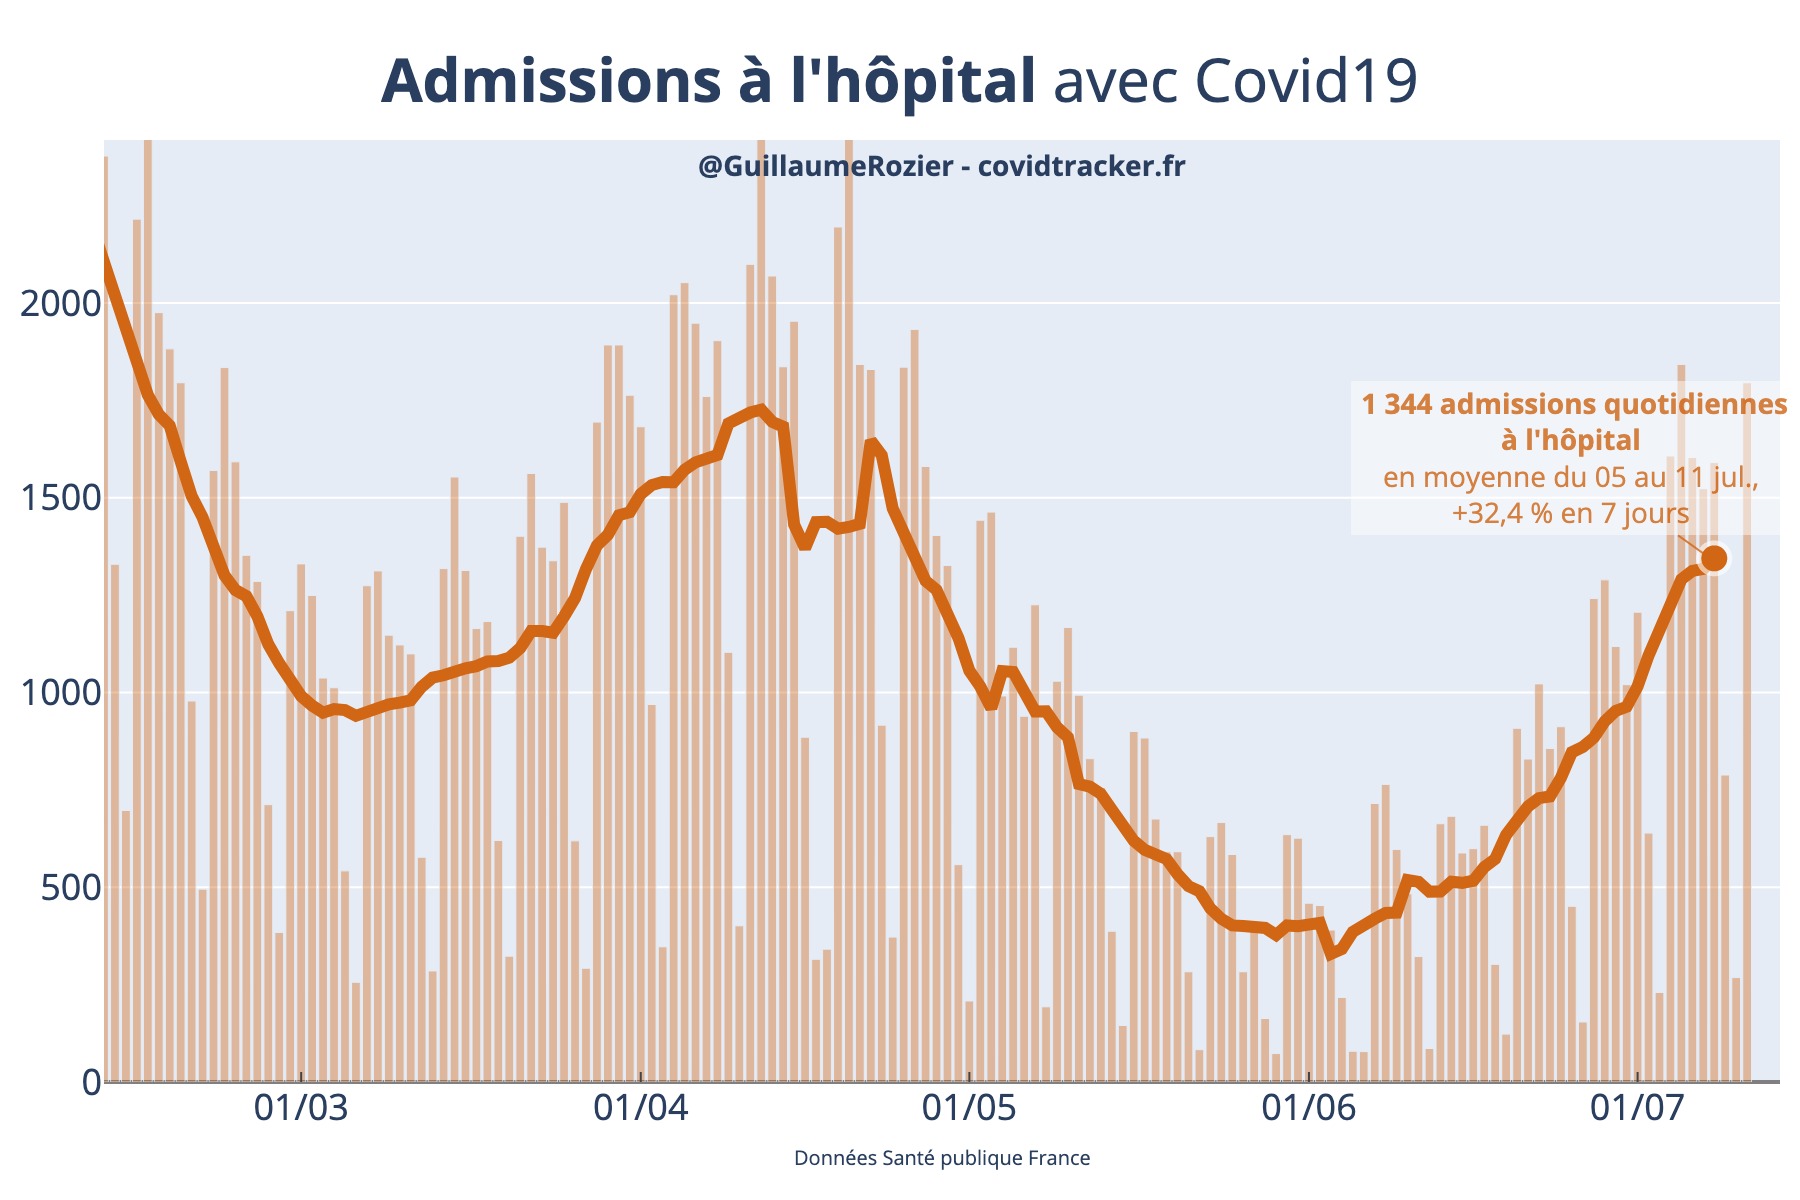 Admissions à l'hôpital avec Covid19
@GuillaumeRozier - covidtracker.fr
2000
1500
1000
500
0
1 344 admissions quotidiennes
à l'hôpital
en moyenne du 05 au 11 jul.,
+32,4 % en 7 jours
01/03 01/04 01/05 01/06 01/07
Données Santé publique France